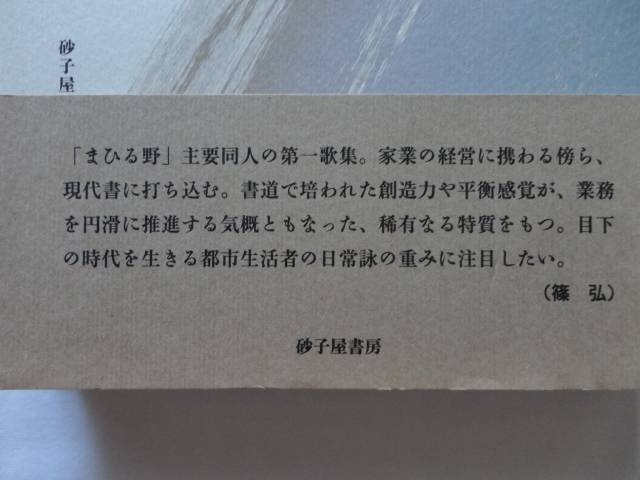 砂子屋
「まひる野」主要同人の第一歌集。家業の経営に携わる傍ら、
現代書に打ち込む。書道で培われた創造力や平衡感覚が、業務
を円滑に推進する気概ともなった、稀有なる特質をもつ。目下
の時代を生きる都市生活者の日常詠の重みに注目したい。
（篠　弘）
砂子屋書房